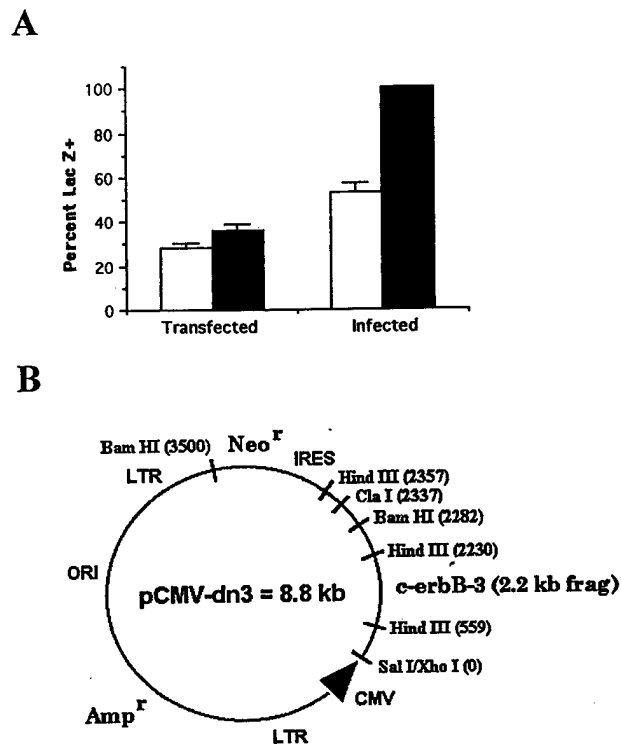 A
Percent Lac Z+
100
80
60
40
20
0
Transfected
Infected
B
Bam HI (3500)
Neo r
IRES
LTR
Hind III (2357)
Cla I (2337)
Bam HI (2282)
Hind III (2230)
ORI
pCMV-dn3 = 8.8 kb
c-erbB-3 (2.2 kb frag)
Hind III (559)
Sal I/Xho I (0)
CMV
Amp r
LTR